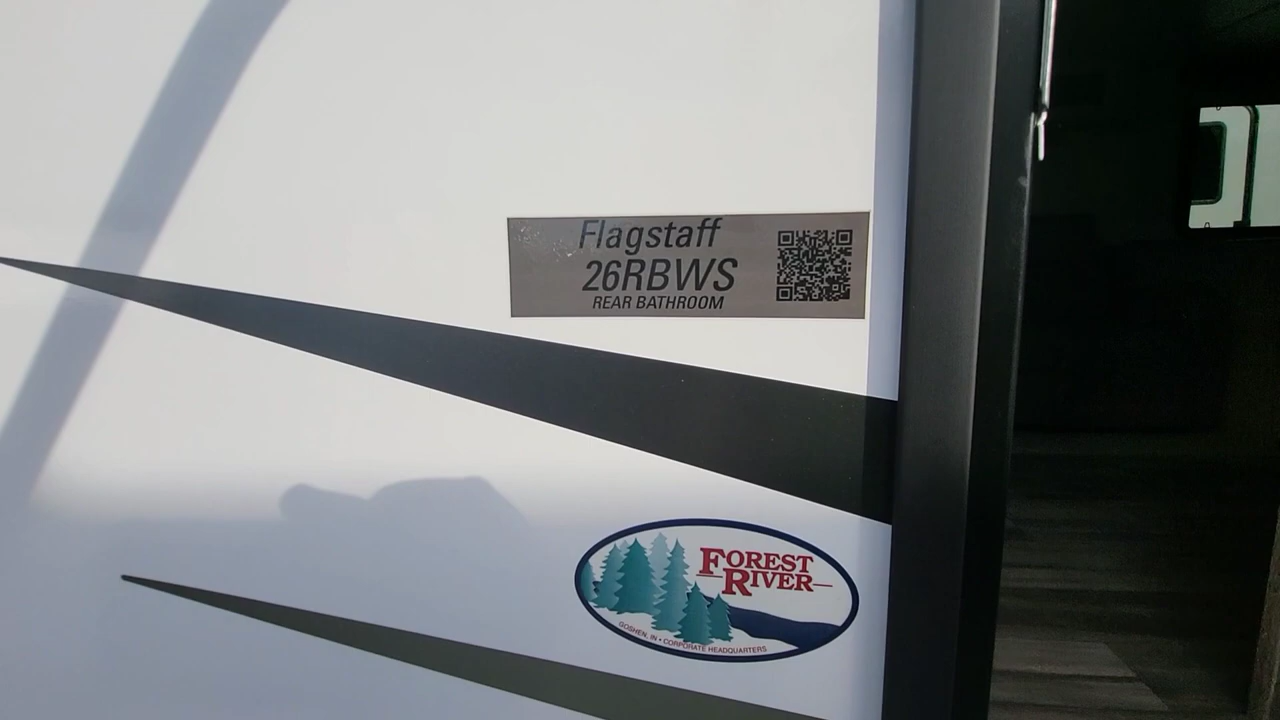 Flagstaff
26RBWS
REAR BATHROOM
FOREST
RIVER
GOSHEN, IN • CORPORATE HEADQUARTERS